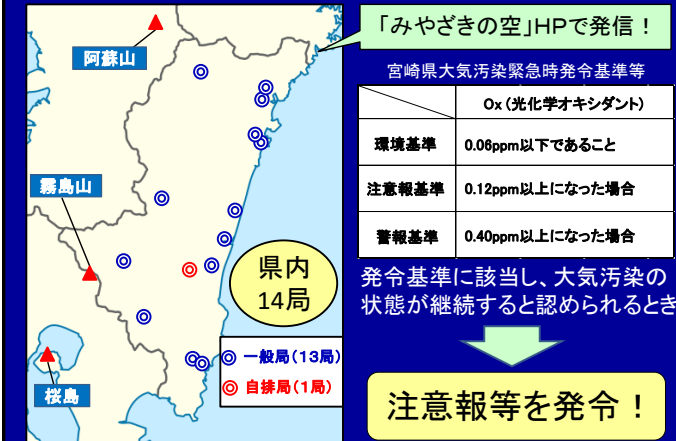 阿蘇山
霧島山
桜島
県内
14局
◎ 一般局(13局)
◎ 自排局(1局)
「みやざきの空」HPで発信！
宮崎県大気汚染緊急時発令基準等
Ox(光化学オキシダント)
環境基準 0.06ppm以下であること
注意報基準 0.12ppm以上になった場合
警報基準 0.40ppm以上になった場合
発令基準に該当し、大気汚染の
状態が継続すると認められるとき
注意報等を発令！